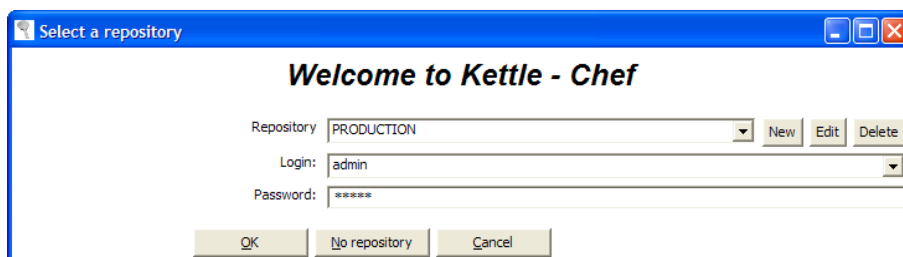 Select a repository
Welcome to Kettle - Chef
Repository PRODUCTION New Edit Delete
Login: admin
Password: *****
OK No repository Cancel